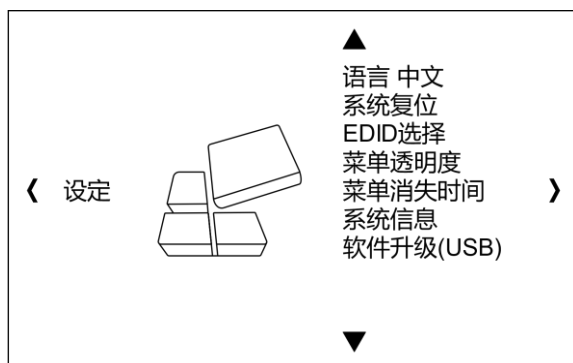 设定
语言 中文
系统复位
EDID选择
菜单透明度
菜单消失时间
系统信息
软件升级(USB)